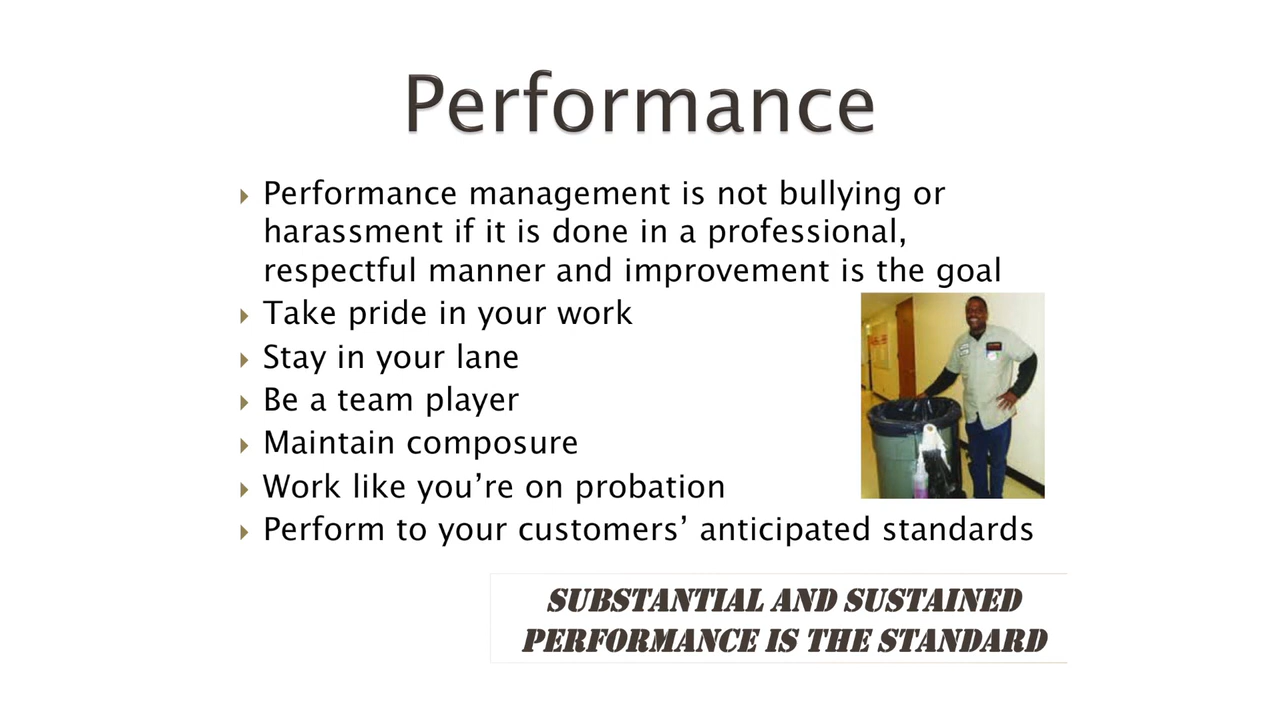 Performance
Performance management is not bullying or
harassment if it is done in a professional,
respectful manner and improvement is the goal
Take pride in your work
Stay in your lane
Be a team player
Maintain composure
Work like you’re on probation
Perform to your customers’ anticipated standards
SUBSTANTIAL AND SUSTAINED
PERFORMANCE IS THE STANDARD